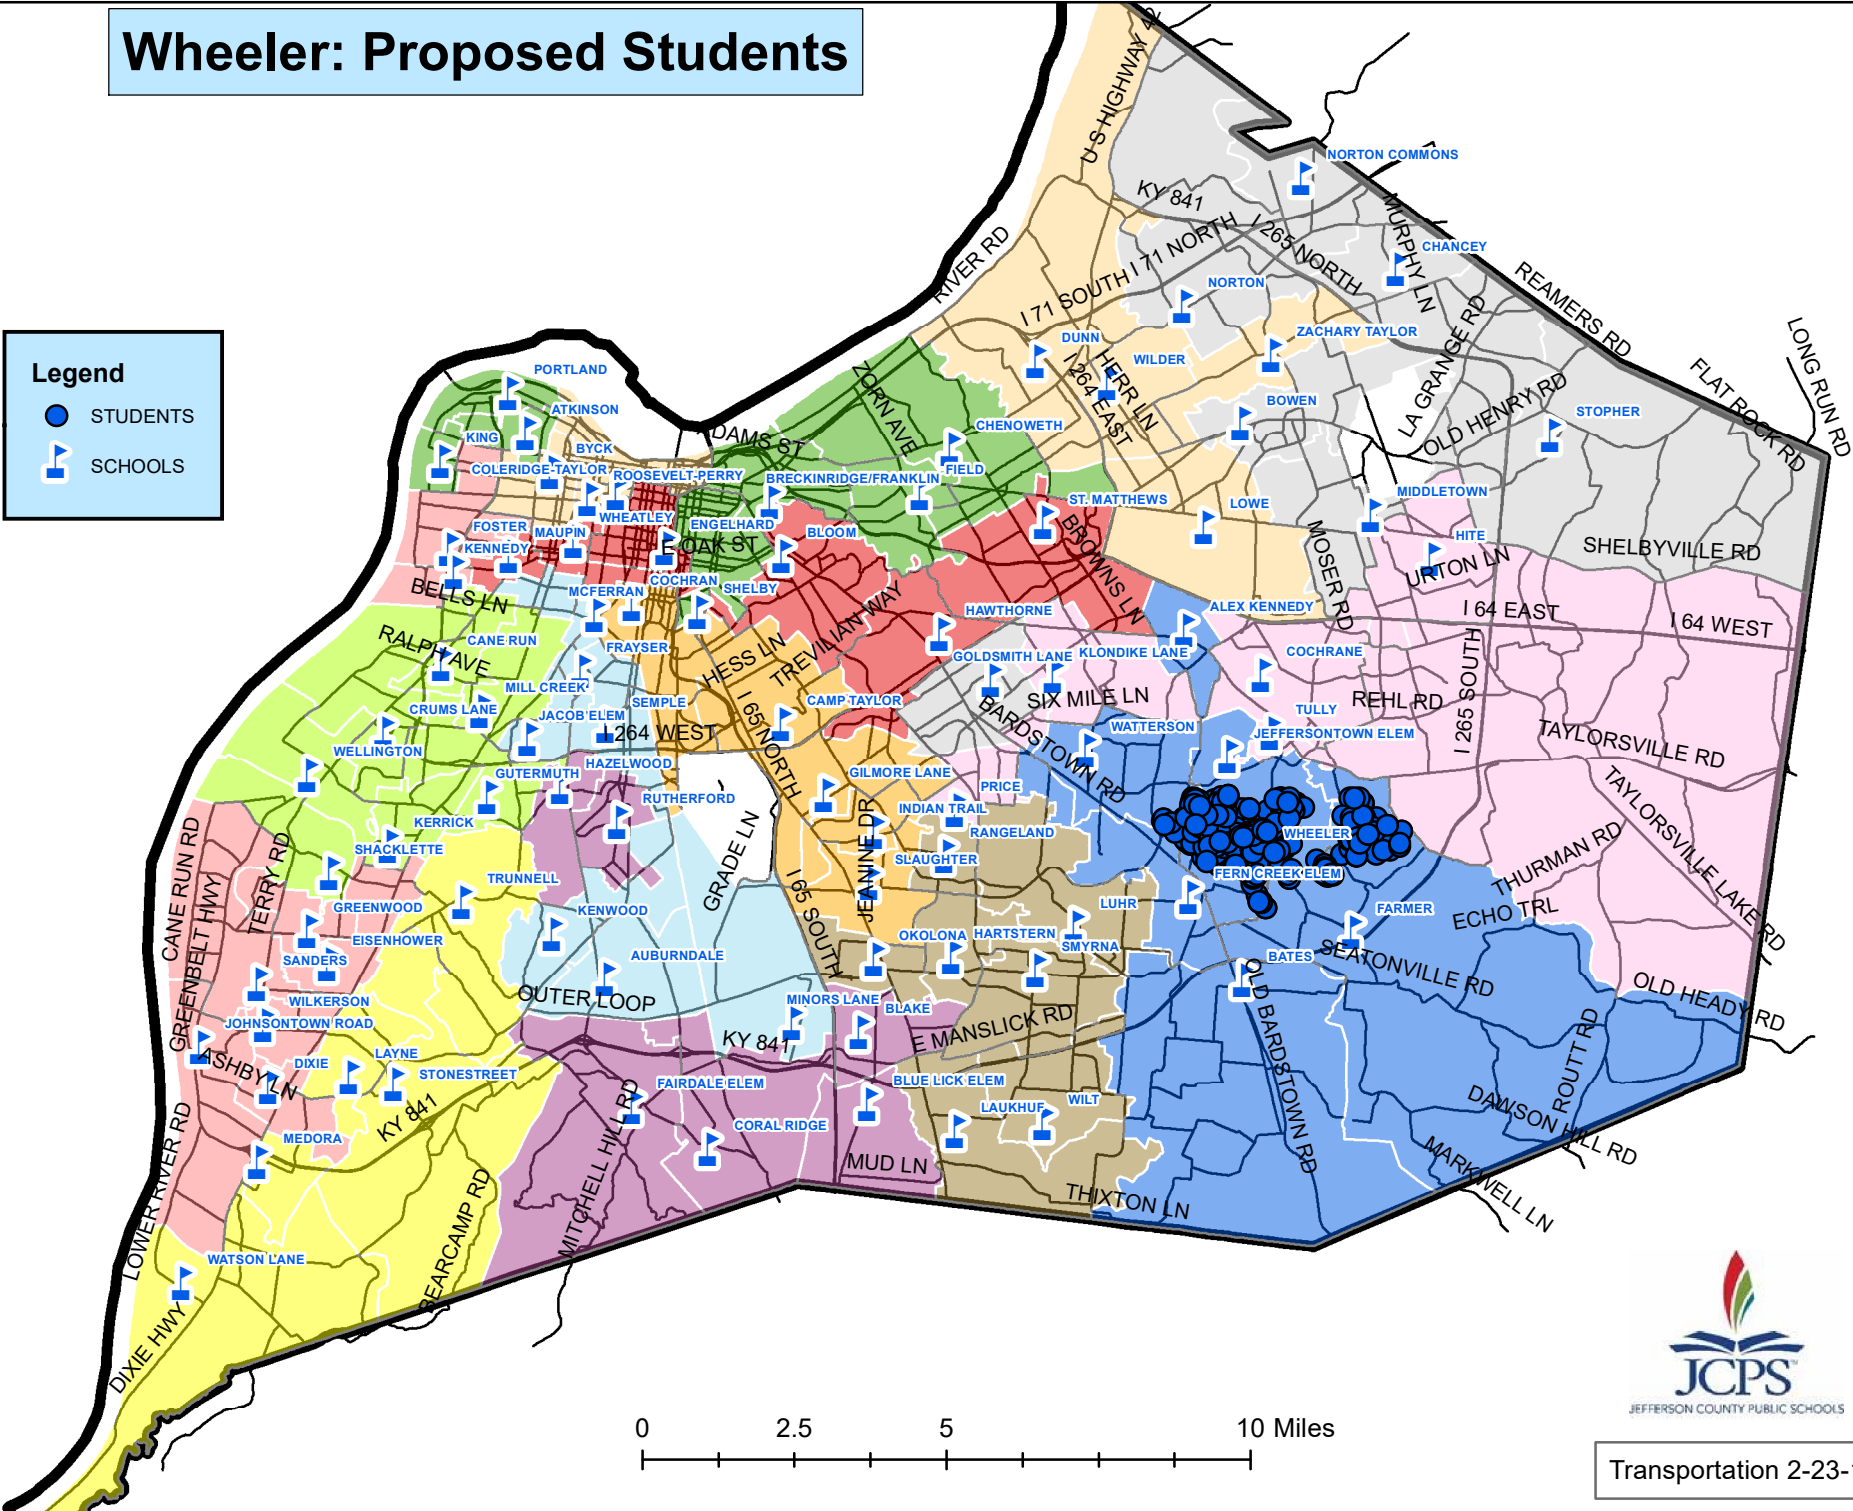 Wheeler: Proposed Students
Legend
STUDENTS
SCHOOLS
U S HIGHWAY 42
NORTON COMMONS
KY 841
MURPHY LN
I 71 NORTH
I 265 NORTH
CHANCEY
RIVER RD
REAMERS RD
NORTON
I 71 SOUTH
LONG RUN RD
ZACHARY TAYLOR
DUNN
WILDER
HERR LN
I 264 EAST
LA GRANGE RD
FLAT ROCK RD
PORTLAND
ZORN AVE
OLD HENRY RD
BOWEN
STOPHER
ATKINSON
CHENOWETH
KING
BYCK
ADAMS ST
COLERIDGE-TAYLOR
ROOSEVELT-PERRY
BRECKINRIDGE/FRANKLIN
FIELD
MIDDLETOWN
ST. MATTHEWS
LOWE
FOSTER
MAUPIN
WHEATLEY
ENGELHARD
BLOOM
BROWNS LN
MOSER RD
HITE
KENNEDY
E OAK ST
SHELBYVILLE RD
URTON LN
BELLS LN
COCHRAN
MCFERRAN
SHELBY
HAWTHORNE
ALEX KENNEDY
I 64 EAST
I 64 WEST
RALPH AVE
CANE RUN
FRAYSER
HESS LN
TREVILIAN WAY
GOLDSMITH LANE
KLONDIKE LANE
COCHRANE
MILL CREEK
SIX MILE LN
REHL RD
I 265 SOUTH
CRUMS LANE
JACOB ELEM
SEMPLE
I 65 NORTH
CAMP TAYLOR
BARDSTOWN RD
WATTERSON
TULLY
JEFFERSONTOWN ELEM
TAYLORSVILLE RD
I 264 WEST
WELLINGTON
GUTERMUTH
HAZELWOOD
GILMORE LANE
PRICE
RUTHERFORD
INDIAN TRAIL
RANGELAND
WHEELER
CANE RUN RD
KERRICK
GRADE LN
JEANINE DR
THURMAN RD
TAYLORSVILLE LAKE RD
TERRY RD
SHACKLETTE
SLAUGHTER
FERN CREEK ELEM
GREENBELT HWY
TRUNNELL
I 65 SOUTH
GREENWOOD
KENWOOD
LUHR
FARMER
ECHO TRL
EISENHOWER
OKOLONA
HARTSTERN
SMYRNA
SANDERS
AUBURNDALE
BATES
SEATONVILLE RD
WILKERSON
OUTER LOOP
MINORS LANE
BLAKE
OLD HEADY RD
JOHNSONTOWN ROAD
KY 841
E MANSLICK RD
OLD BARDSTOWN RD
ROUTT RD
ASHBY LN
DIXIE
LAYNE
STONESTREET
FAIRDALE ELEM
BLUE LICK ELEM
KY 841
LAUKHUF
WILT
DAWSON HILL RD
LOWER RIVER RD
MEDORA
MITCHELL HILL RD
CORAL RIDGE
MUD LN
MARKWELL LN
BEARCAMP RD
THIXTON LN
WATSON LANE
DIXIE HWY
JCPS
JEFFERSON COUNTY PUBLIC SCHOOLS
0 2.5 5 10 Miles
Transportation 2-23-